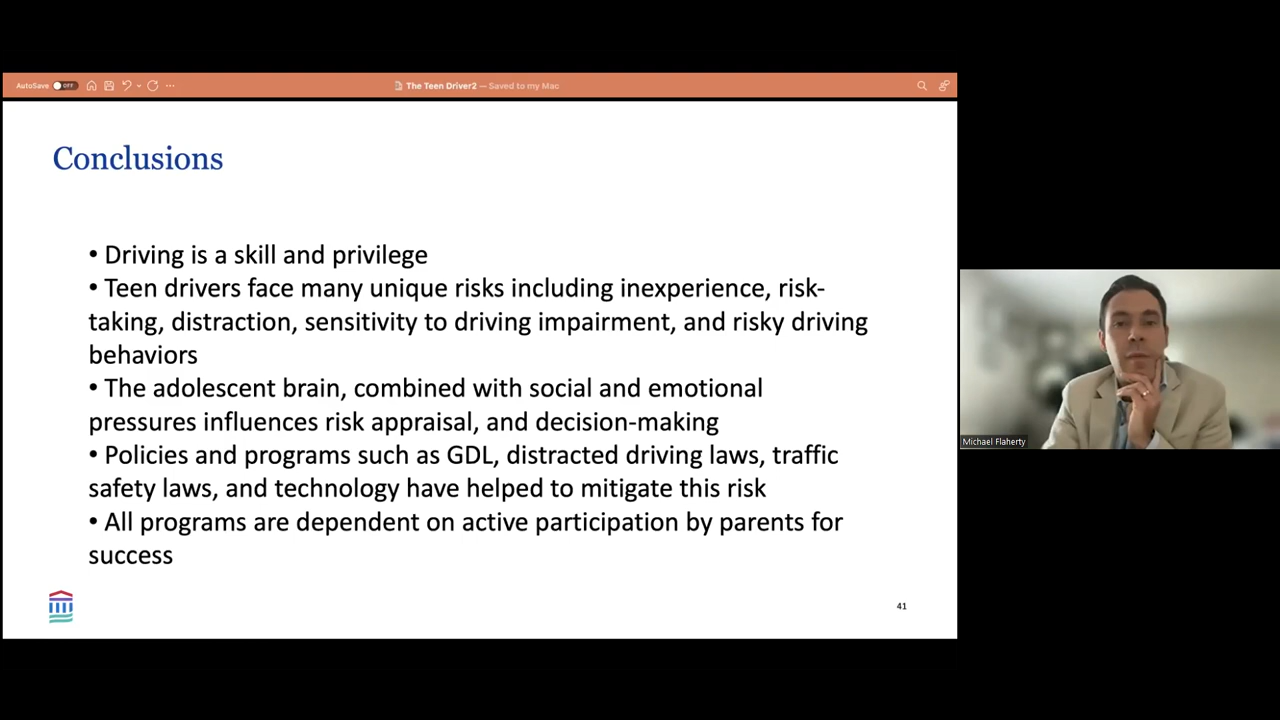 AutoSave OFF
The Teen Driver2 — Saved to my Mac
Conclusions
• Driving is a skill and privilege
• Teen drivers face many unique risks including inexperience, risk-
taking, distraction, sensitivity to driving impairment, and risky driving
behaviors
• The adolescent brain, combined with social and emotional
pressures influences risk appraisal, and decision-making
• Policies and programs such as GDL, distracted driving laws, traffic
safety laws, and technology have helped to mitigate this risk
• All programs are dependent on active participation by parents for
success
41
Michael Flaherty